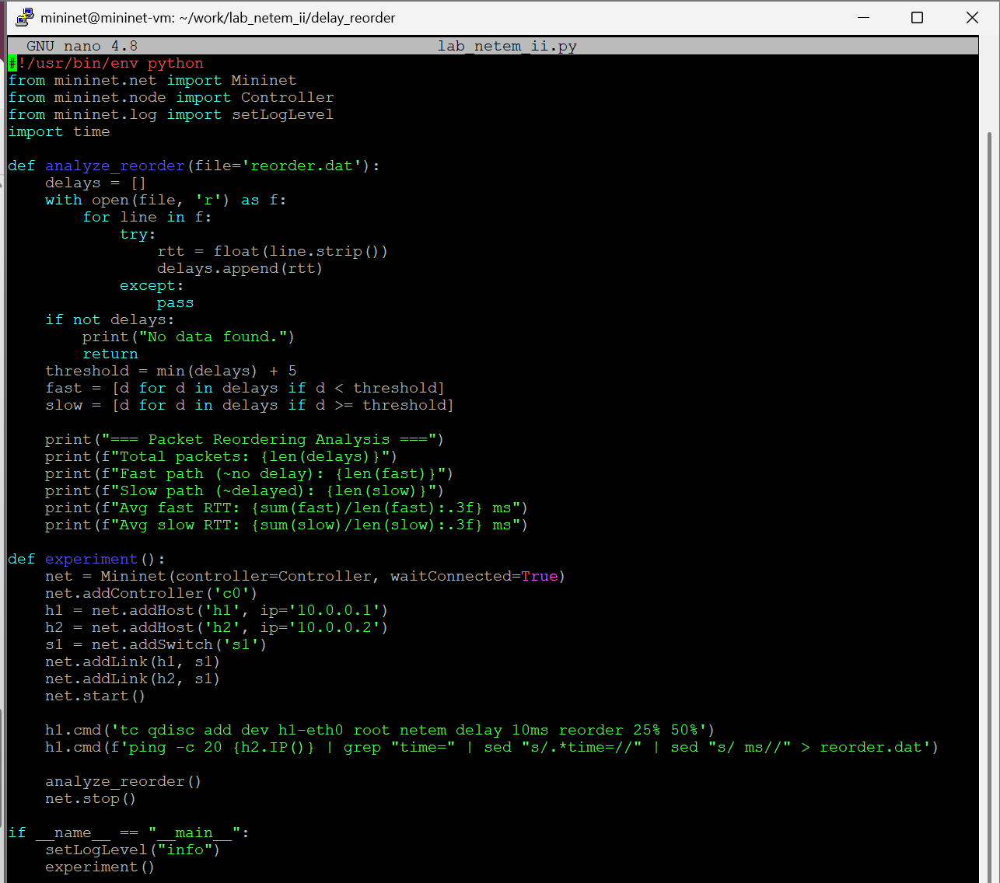 mininet@mininet-vm: ~/work/lab_netem_ii/delay_reorder
GNU nano 4.8 lab_netem_ii.py
#!/usr/bin/env python
from mininet.net import Mininet
from mininet.node import Controller
from mininet.log import setLogLevel
import time
def analyze_reorder(file='reorder.dat'):
    delays = []
    with open(file, 'r') as f:
        for line in f:
            try:
                rtt = float(line.strip())
                delays.append(rtt)
            except:
                pass
    if not delays:
        print("No data found.")
        return
    threshold = min(delays) + 5
    fast = [d for d in delays if d < threshold]
    slow = [d for d in delays if d >= threshold]
    print("=== Packet Reordering Analysis ===")
    print(f"Total packets: {len(delays)}")
    print(f"Fast path (~no delay): {len(fast)}")
    print(f"Slow path (~delayed): {len(slow)}")
    print(f"Avg fast RTT: {sum(fast)/len(fast):.3f} ms")
    print(f"Avg slow RTT: {sum(slow)/len(slow):.3f} ms")
def experiment():
    net = Mininet(controller=Controller, waitConnected=True)
    net.addController('c0')
    h1 = net.addHost('h1', ip='10.0.0.1')
    h2 = net.addHost('h2', ip='10.0.0.2')
    s1 = net.addSwitch('s1')
    net.addLink(h1, s1)
    net.addLink(h2, s1)
    net.start()
    h1.cmd('tc qdisc add dev h1-eth0 root netem delay 10ms reorder 25% 50%')
    h1.cmd(f'ping -c 20 {h2.IP()} | grep "time=" | sed "s/.*time=//" | sed "s/ ms//" > reorder.dat')
    analyze_reorder()
    net.stop()
if __name__ == "__main__":
    setLogLevel("info")
    experiment()